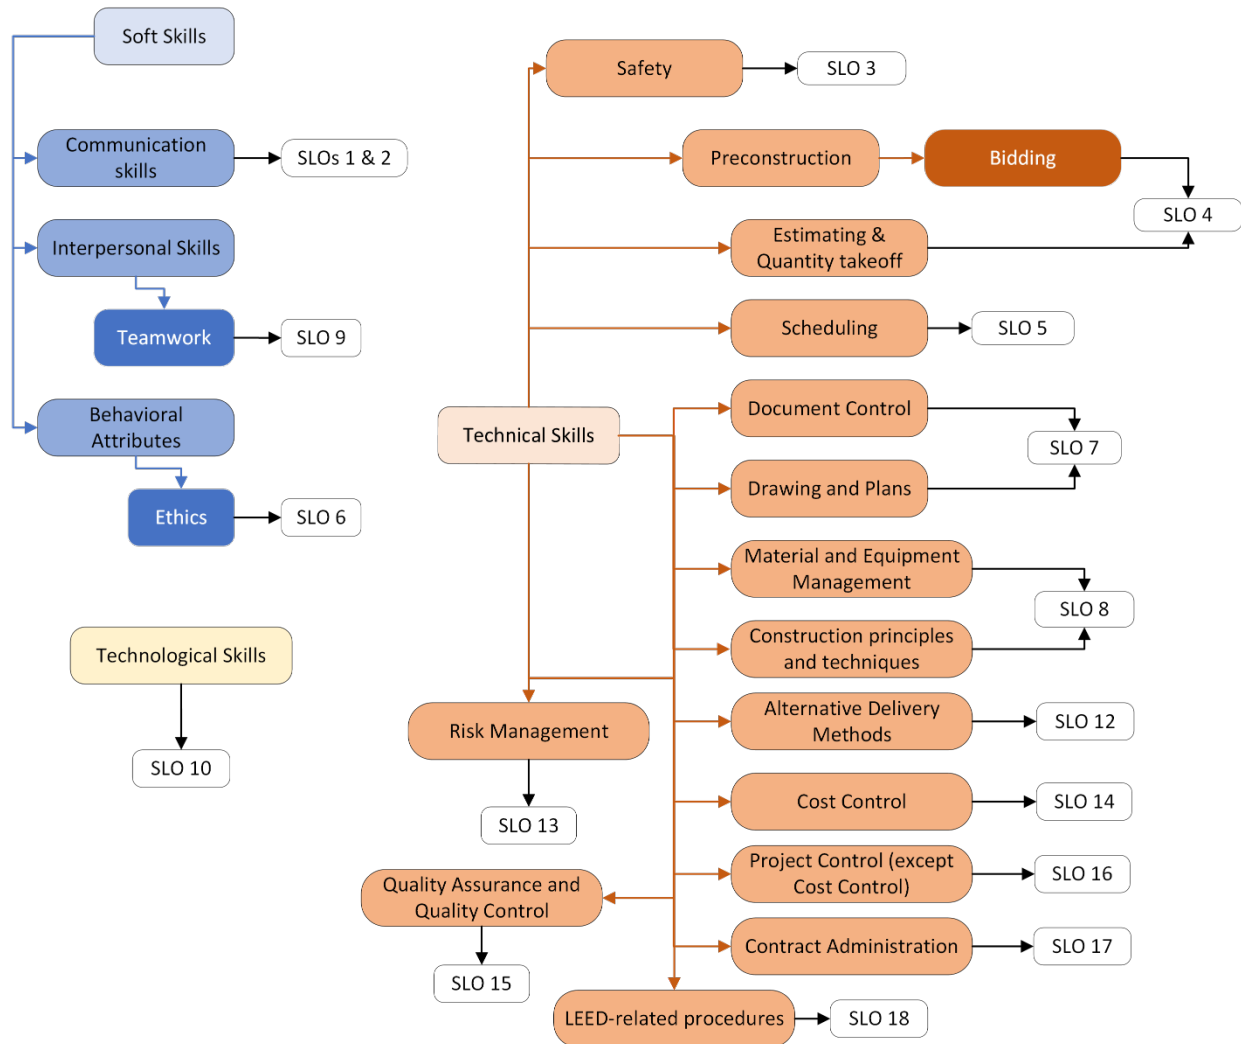 Soft Skills
Communication
skills
SLOs 1 & 2
Interpersonal Skills
Teamwork
SLO 9
Behavioral
Attributes
Ethics
SLO 6
Technological Skills
SLO 10
Technical Skills
Safety
SLO 3
Preconstruction
Bidding
SLO 4
Estimating &
Quantity takeoff
Scheduling
SLO 5
Document Control
SLO 7
Drawing and Plans
Material and Equipment
Management
SLO 8
Construction principles
and techniques
Alternative Delivery
Methods
SLO 12
Risk Management
SLO 13
Cost Control
SLO 14
Project Control (except
Cost Control)
SLO 16
Quality Assurance and
Quality Control
SLO 15
Contract Administration
SLO 17
LEED-related procedures
SLO 18